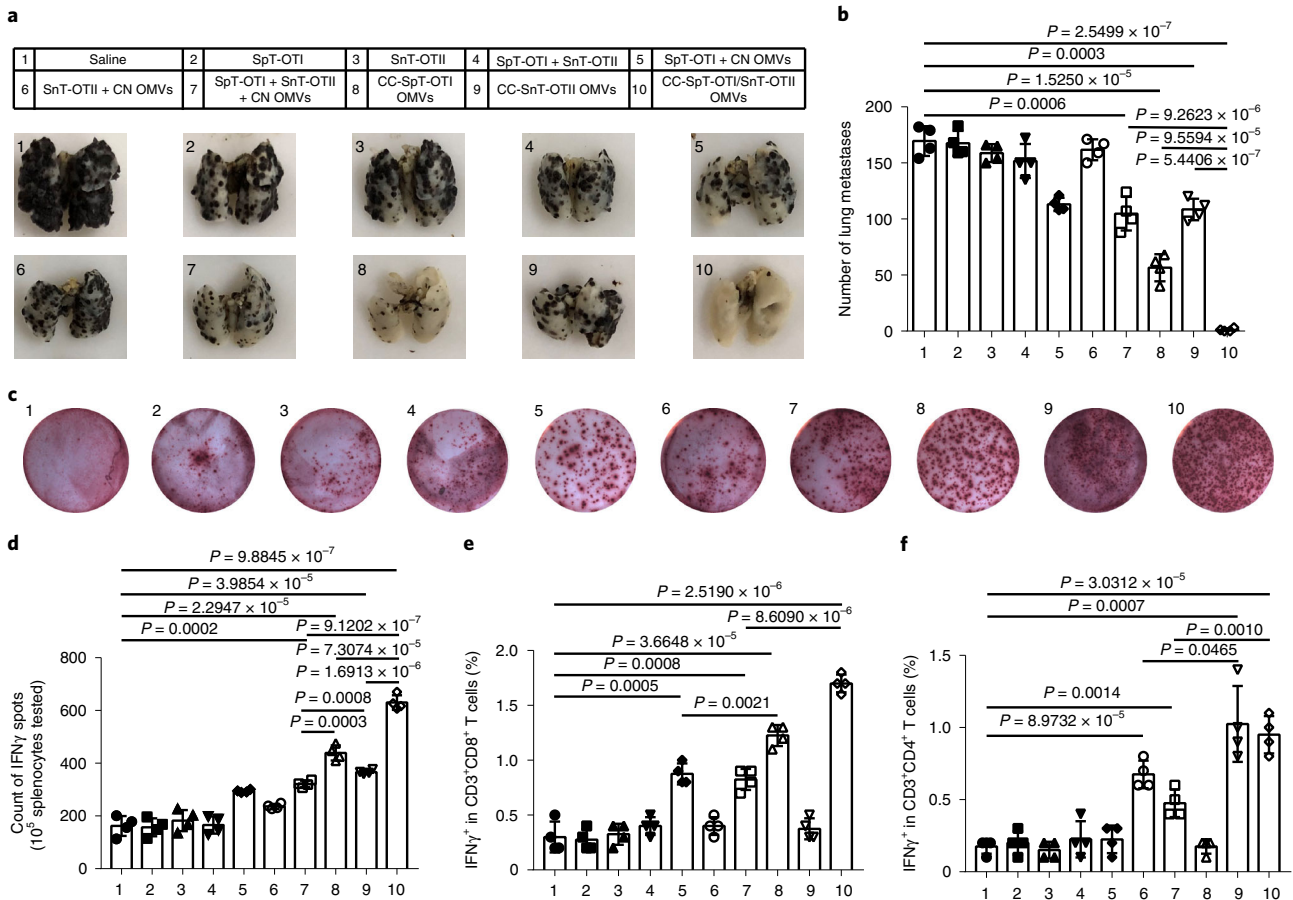 a
1 Saline 2 SpT-OTI 3 SnT-OTII 4 SpT-OTI + SnT-OTII 5 SpT-OTI + CN OMVs
6 SnT-OTII + CN OMVs 7 SpT-OTI + SnT-OTII + CN OMVs 8 CC-SpT-OTI OMVs 9 CC-SnT-OTII OMVs 10 CC-SpT-OTI/SnT-OTII OMVs
1 2 3 4 5
6 7 8 9 10
b
P = 2.5499 × 10⁻⁷
P = 0.0003
P = 1.5250 × 10⁻⁵
P = 0.0006
P = 9.2623 × 10⁻⁶
P = 9.5594 × 10⁻⁵
P = 5.4406 × 10⁻⁷
Number of lung metastases
200
150
100
50
0
1 2 3 4 5 6 7 8 9 10
c
1 2 3 4 5 6 7 8 9 10
d
P = 9.8845 × 10⁻⁷
P = 3.9854 × 10⁻⁵
P = 2.2947 × 10⁻⁵
P = 0.0002
P = 9.1202 × 10⁻⁷
P = 7.3074 × 10⁻⁵
P = 1.6913 × 10⁻⁶
P = 0.0008
P = 0.0003
Count of IFNγ spots
(10⁵ splenocytes tested)
800
600
400
200
0
1 2 3 4 5 6 7 8 9 10
e
P = 2.5190 × 10⁻⁶
P = 8.6090 × 10⁻⁶
P = 3.6648 × 10⁻⁵
P = 0.0008
P = 0.0005
P = 0.0021
IFNγ⁺ in CD3⁺CD8⁺ T cells (%)
2.0
1.5
1.0
0.5
0
1 2 3 4 5 6 7 8 9 10
f
P = 3.0312 × 10⁻⁵
P = 0.0007
P = 0.0010
P = 0.0465
P = 0.0014
P = 8.9732 × 10⁻⁵
IFNγ⁺ in CD3⁺CD4⁺ T cells (%)
1.5
1.0
0.5
0
1 2 3 4 5 6 7 8 9 10